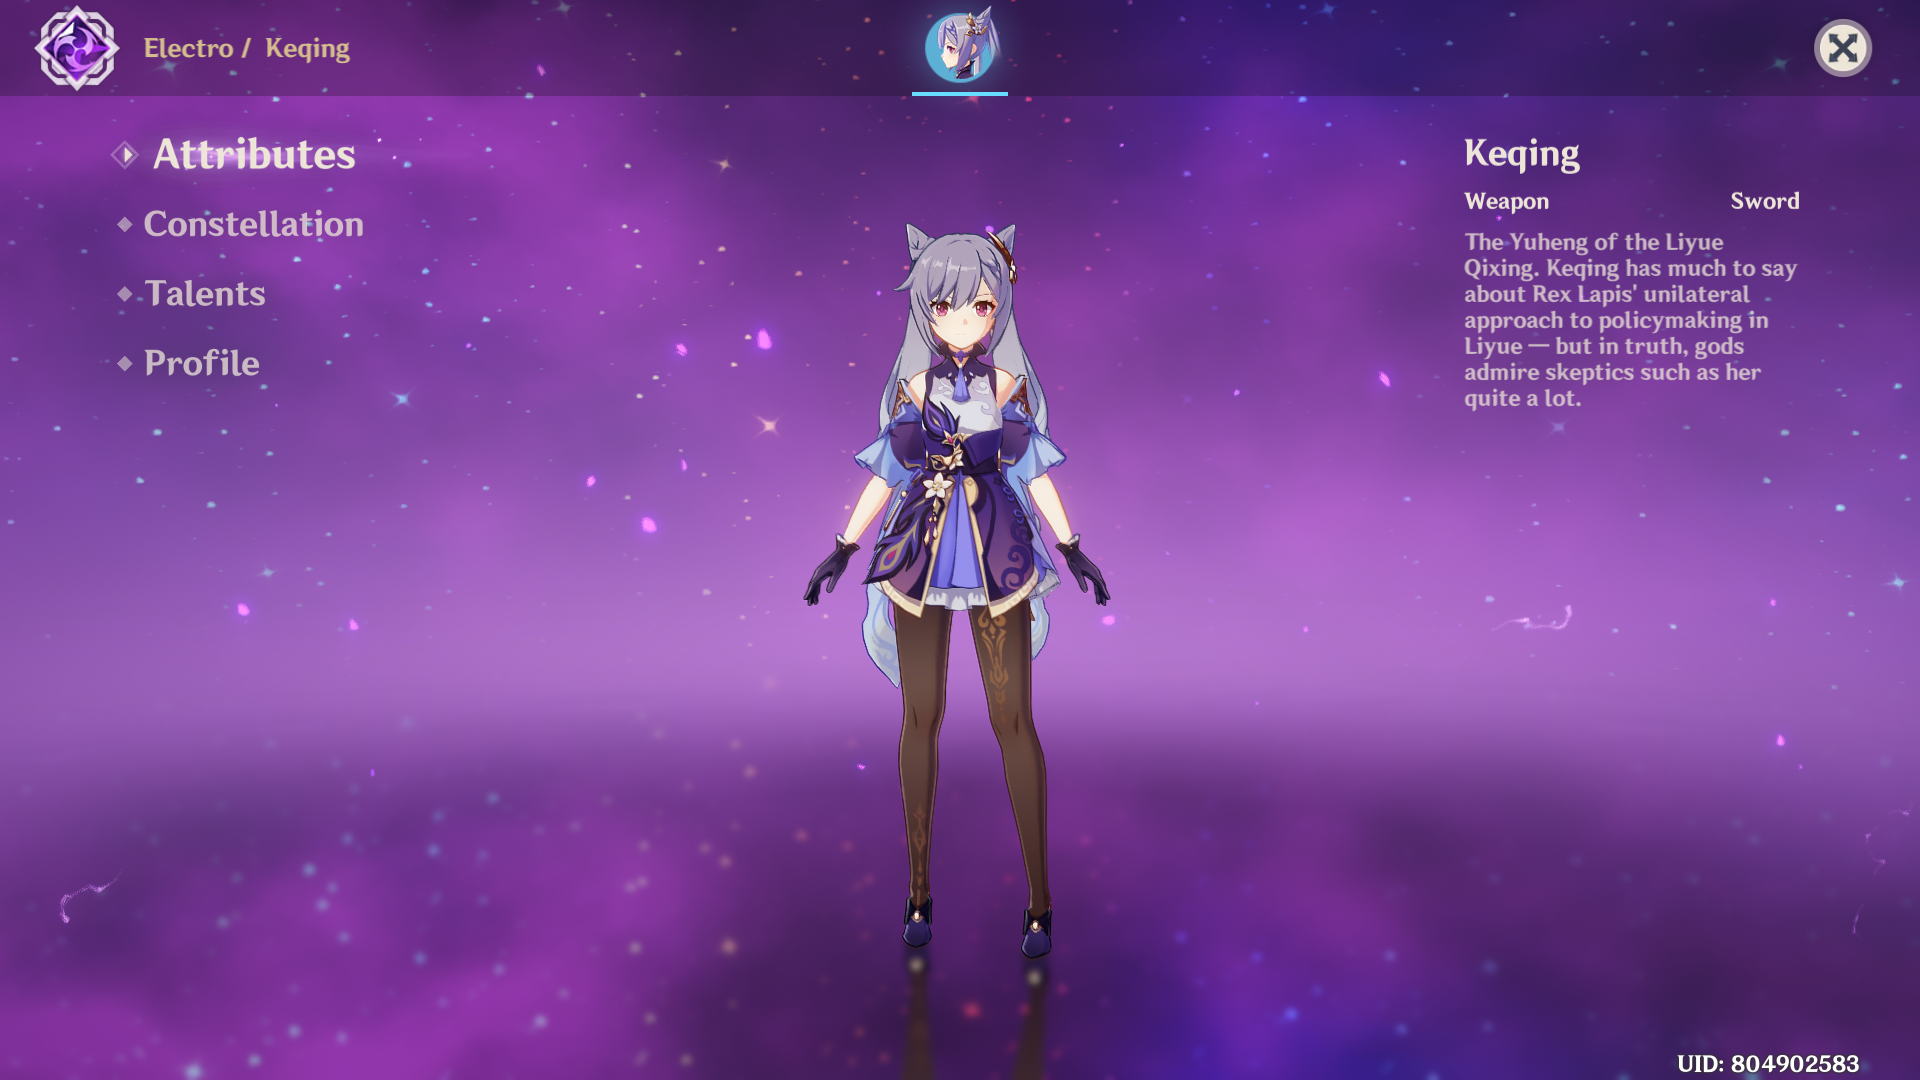 Electro / Keqing
Attributes
Constellation
Talents
Profile
Keqing
Weapon Sword
The Yuheng of the Liyue
Qixing. Keqing has much to say
about Rex Lapis' unilateral
approach to policymaking in
Liyue — but in truth, gods
admire skeptics such as her
quite a lot.
UID: 804902583